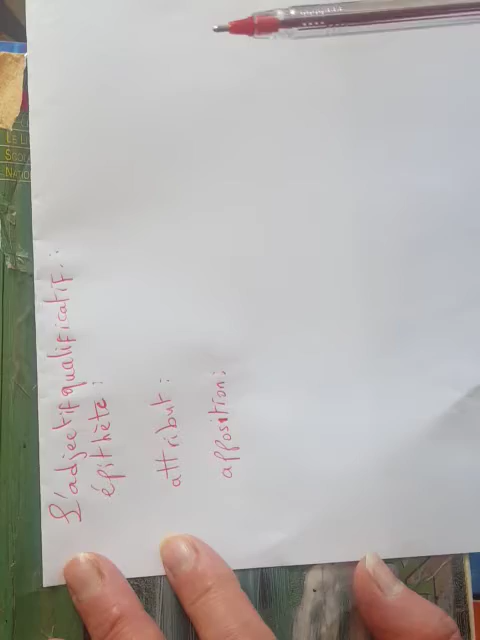 L'adjectif qualificatif :
épithète :
attribut :
apposition :